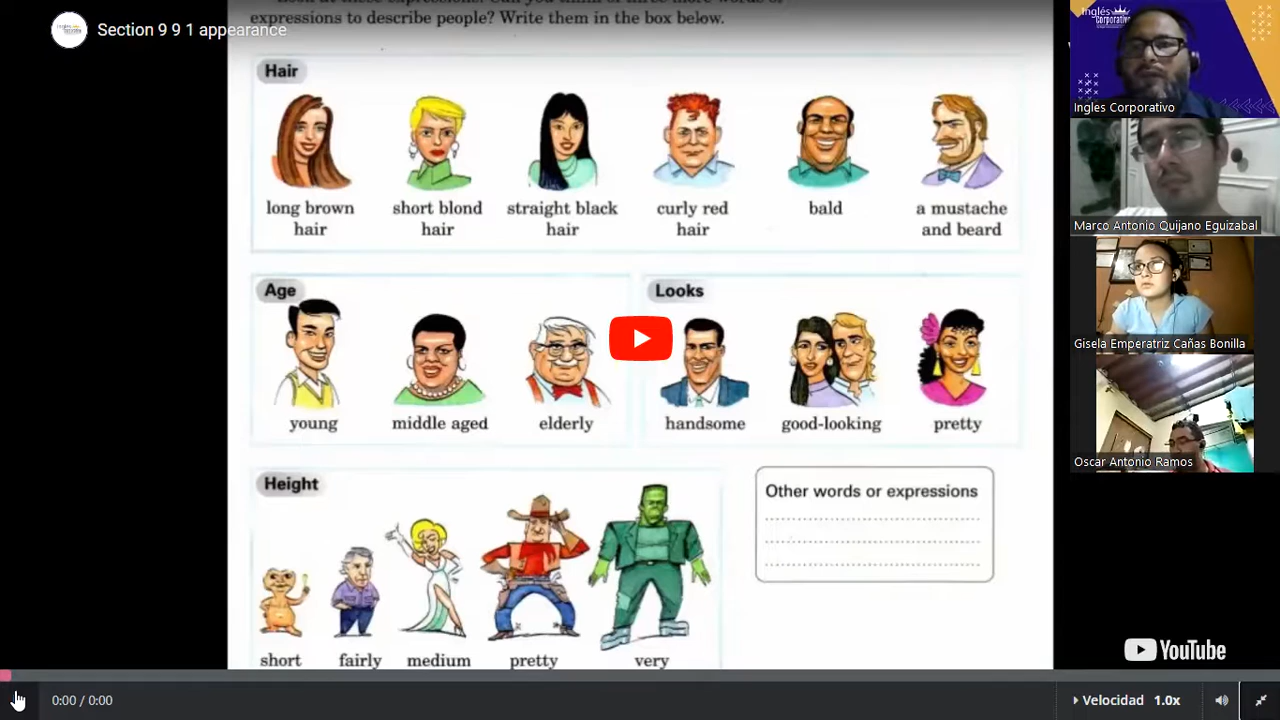 Section 9 9 1 appearance
expressions to describe people? Write them in the box below.
Hair
long brown hair
short blond hair
straight black hair
curly red hair
bald
a mustache and beard
Age
young
middle aged
elderly
Looks
handsome
good-looking
pretty
Height
short
fairly
medium
pretty
very
Other words or expressions
Inglés
Corporativo
Ingles Corporativo
Marco Antonio Quijano Eguizabal
Gisela Emperatriz Cañas Bonilla
Oscar Antonio Ramos
YouTube
0:00 / 0:00
Velocidad 1.0x